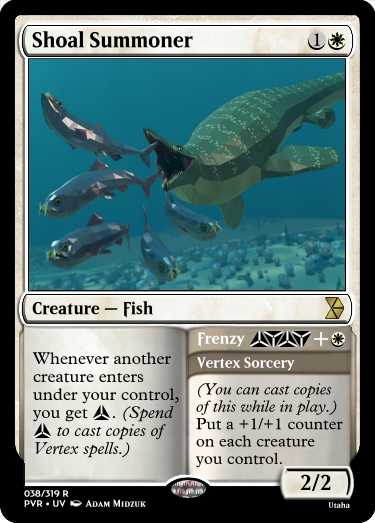 Shoal Summoner 1
Creature — Fish
Whenever another
creature enters
under your control,
you get . (Spend
to cast copies of
Vertex spells.)
Frenzy +
Vertex Sorcery
(You can cast copies
of this while in play.)
Put a +1/+1 counter
on each creature
you control.
2/2
038/319 R
PVR • UV Adam Midzuk
Utaha